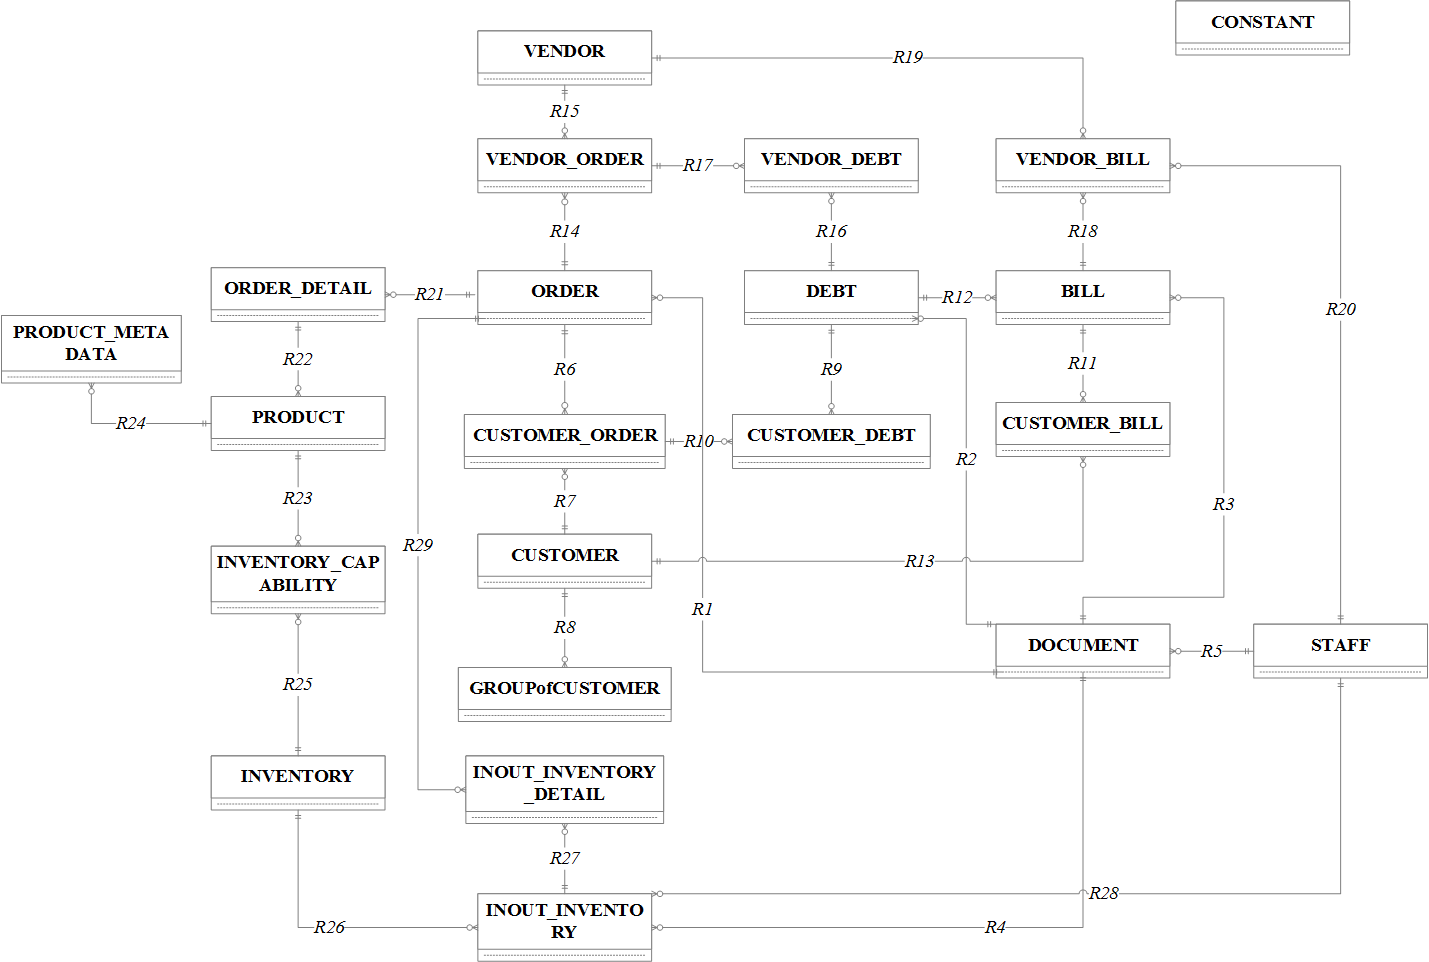 CONSTANT
VENDOR
R19
R15
VENDOR_ORDER
R17
VENDOR_DEBT
VENDOR_BILL
R14
R16
R18
ORDER_DETAIL
R21
ORDER
DEBT
R12
BILL
R20
PRODUCT_META
DATA
R22
R6
R9
R11
R24
PRODUCT
CUSTOMER_ORDER
R10
CUSTOMER_DEBT
CUSTOMER_BILL
R2
R23
R7
R3
R29
INVENTORY_CAP
ABILITY
CUSTOMER
R13
R1
R8
DOCUMENT
R5
STAFF
R25
GROUPofCUSTOMER
INVENTORY
INOUT_INVENTORY
_DETAIL
R27
R28
R26
INOUT_INVENTO
RY
R4